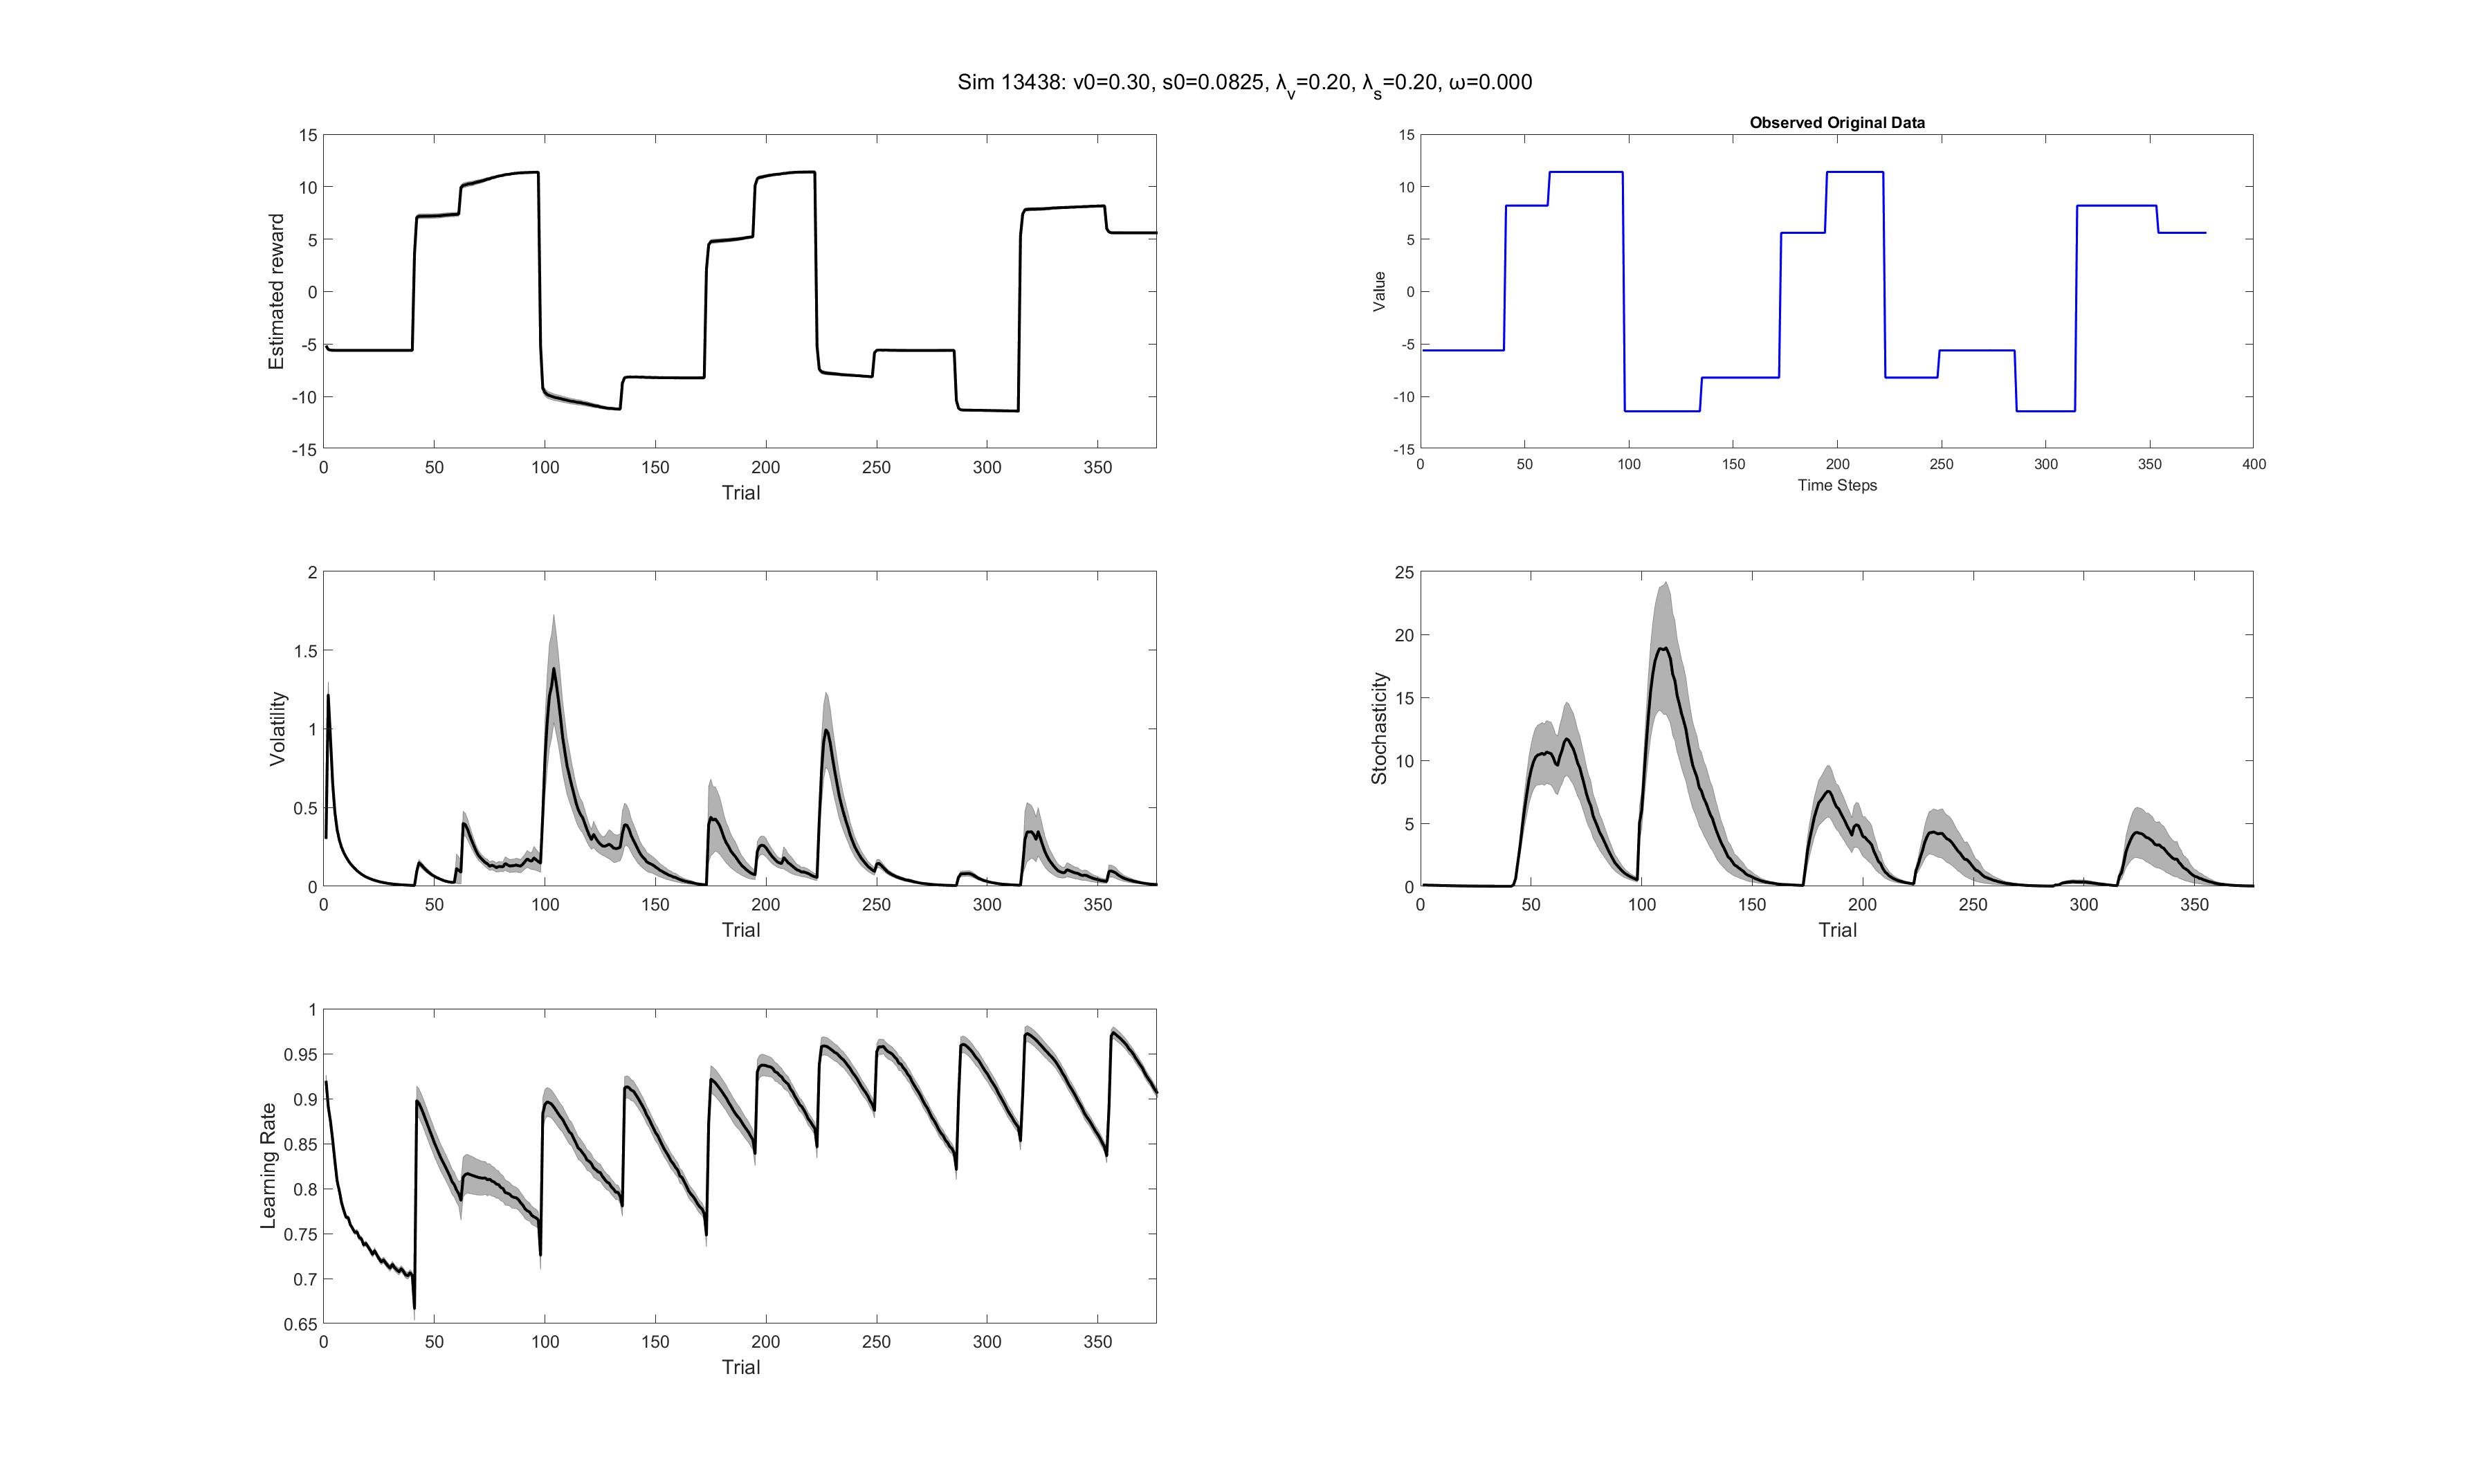 Sim 13438: v0=0.30, s0=0.0825, λv=0.20, λs=0.20, ω=0.000
15
10
5
0
-5
-10
-15
0 50 100 150 200 250 300 350
Estimated reward
Trial
Observed Original Data
15
10
5
0
-5
-10
-15
0 50 100 150 200 250 300 350 400
Value
Time Steps
2
1.5
1
0.5
0
0 50 100 150 200 250 300 350
Volatility
Trial
25
20
15
10
5
0
0 50 100 150 200 250 300 350
Stochasticity
Trial
1
0.95
0.9
0.85
0.8
0.75
0.7
0.65
0 50 100 150 200 250 300 350
Learning Rate
Trial